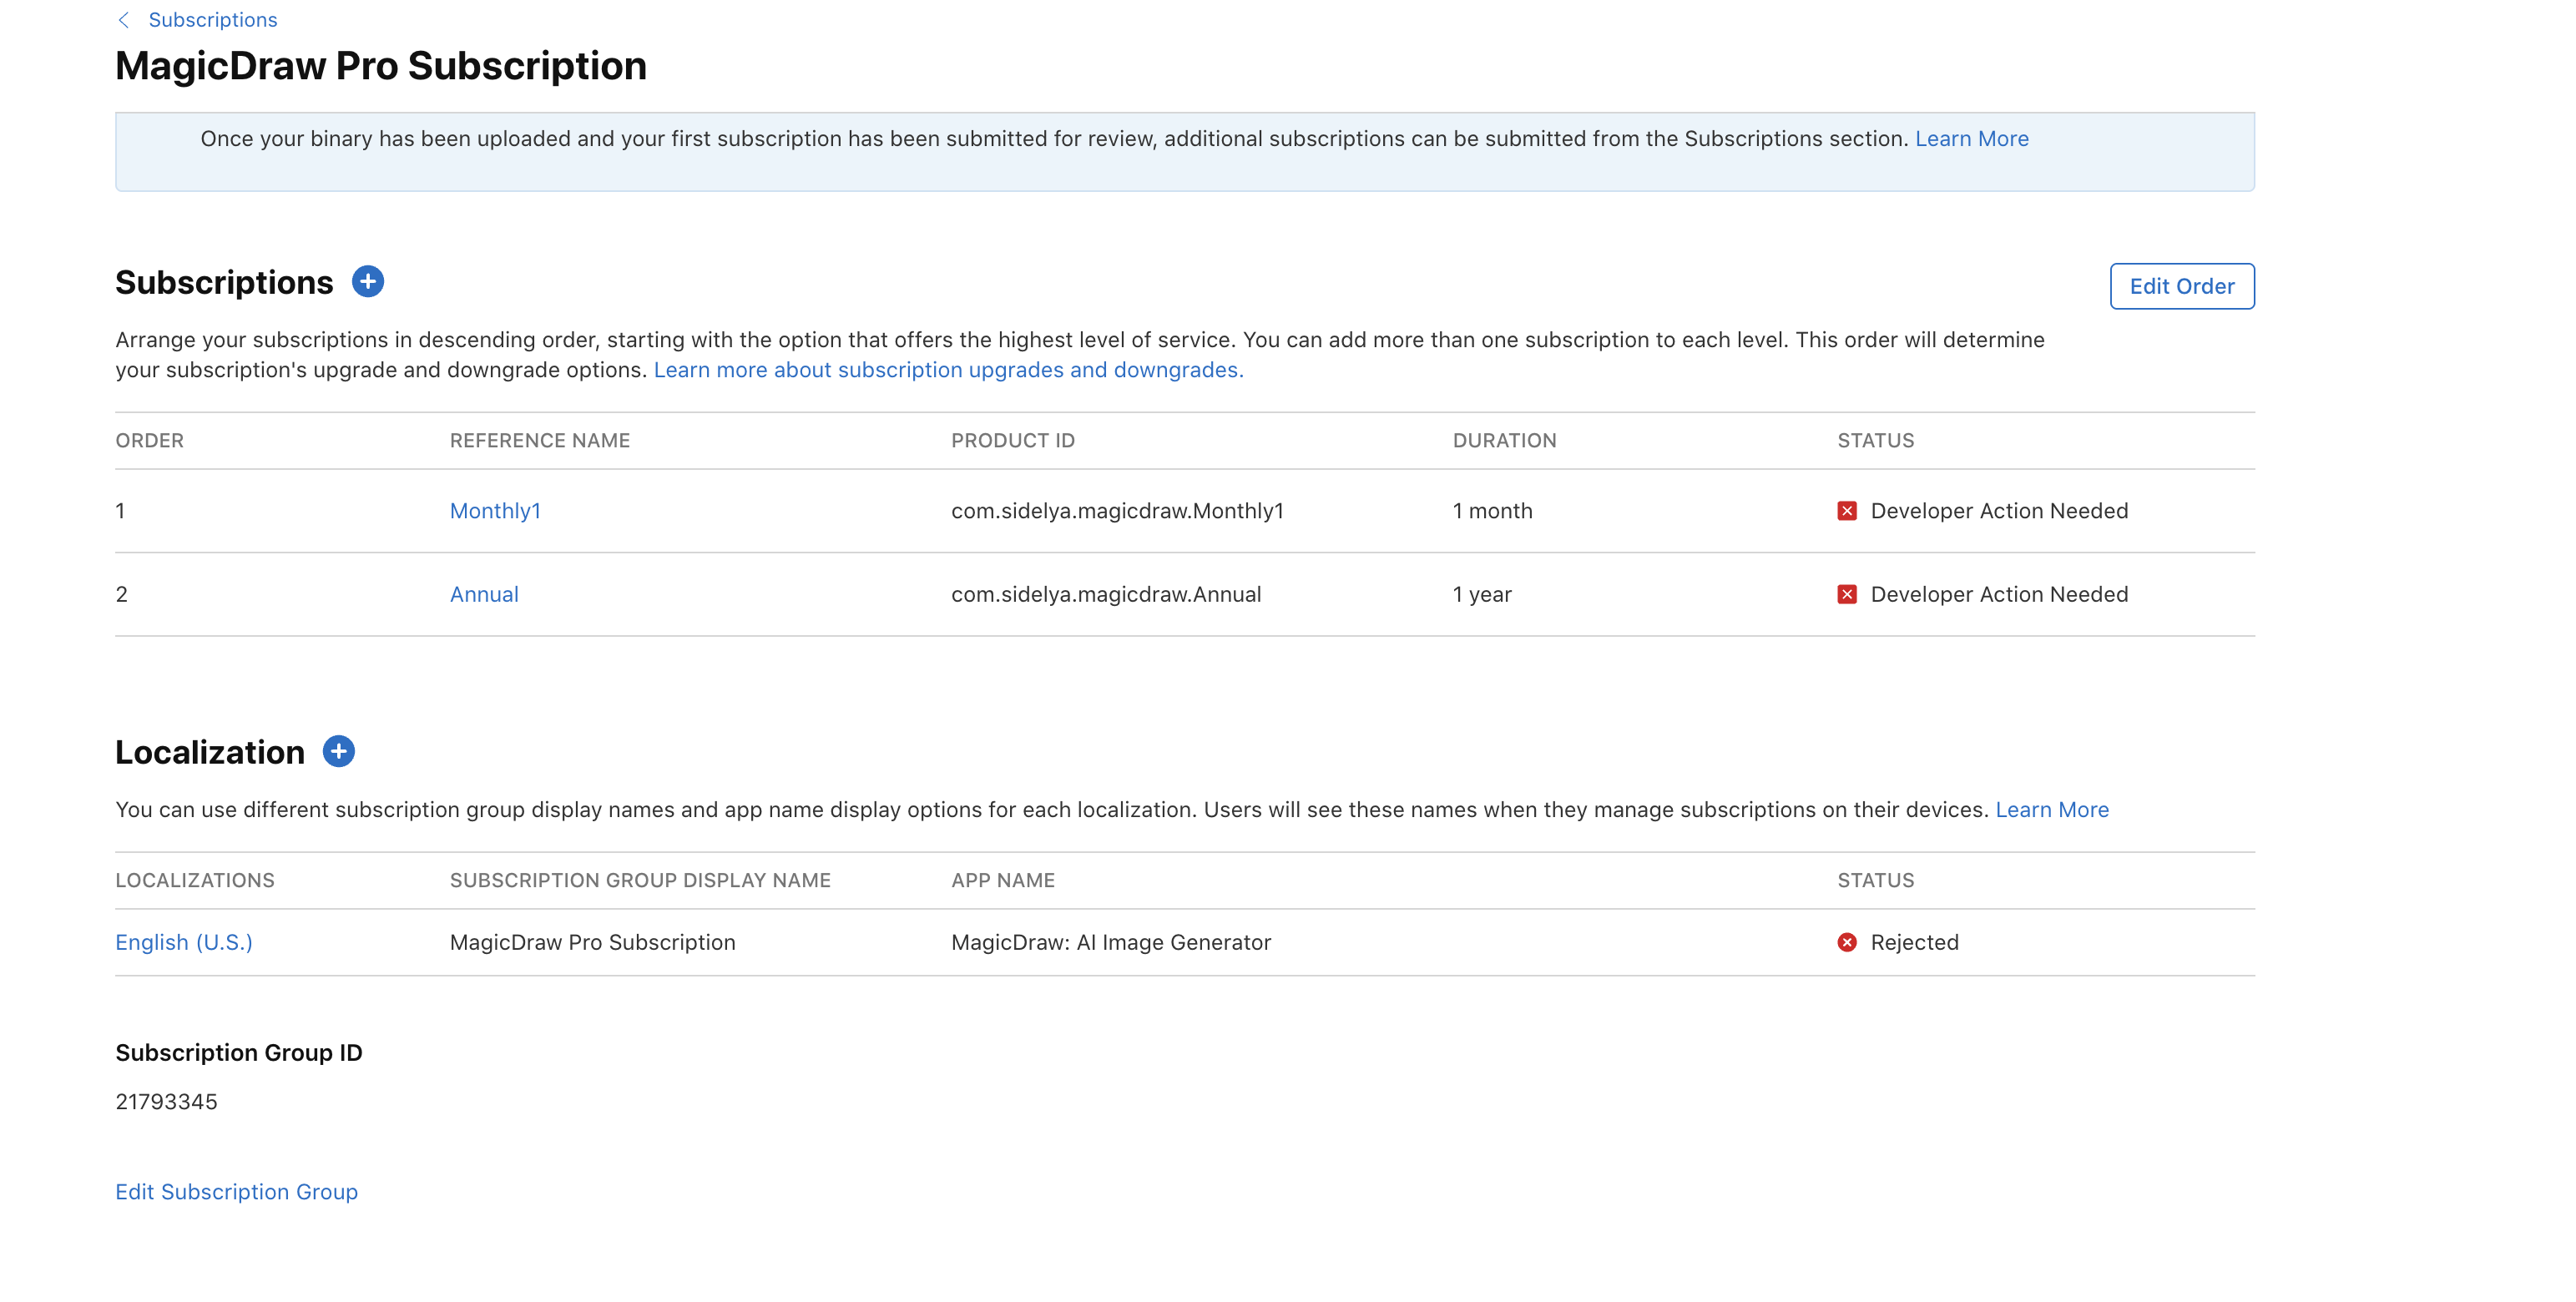 Subscriptions
MagicDraw Pro Subscription
Once your binary has been uploaded and your first subscription has been submitted for review, additional subscriptions can be submitted from the Subscriptions section. Learn More
Subscriptions
Edit Order
Arrange your subscriptions in descending order, starting with the option that offers the highest level of service. You can add more than one subscription to each level. This order will determine
your subscription's upgrade and downgrade options. Learn more about subscription upgrades and downgrades.
ORDER REFERENCE NAME PRODUCT ID DURATION STATUS
1 Monthly1 com.sidelya.magicdraw.Monthly1 1 month Developer Action Needed
2 Annual com.sidelya.magicdraw.Annual 1 year Developer Action Needed
Localization
You can use different subscription group display names and app name display options for each localization. Users will see these names when they manage subscriptions on their devices. Learn More
LOCALIZATIONS SUBSCRIPTION GROUP DISPLAY NAME APP NAME STATUS
English (U.S.) MagicDraw Pro Subscription MagicDraw: AI Image Generator Rejected
Subscription Group ID
21793345
Edit Subscription Group